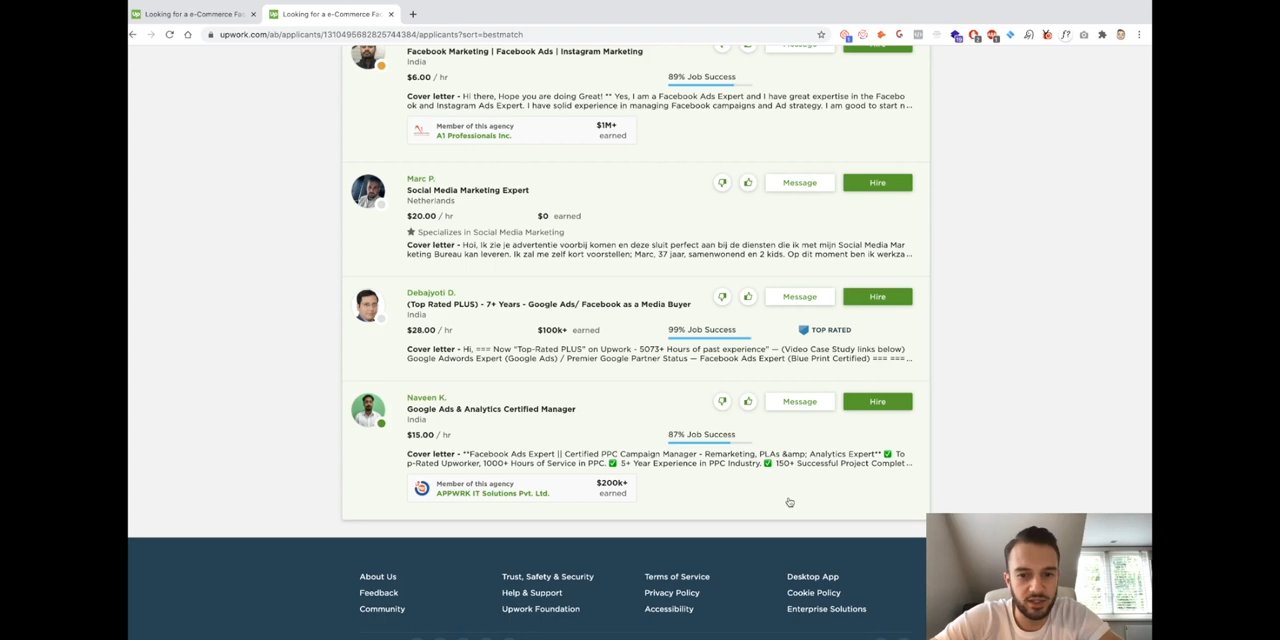 Looking for a e-Commerce Fac
Looking for a e-Commerce Fac
upwork.com/ab/applicants/1310495682825744384/applicants?sort=bestmatch
Facebook Marketing | Facebook Ads | Instagram Marketing
Message
Hire
India
$6.00 / hr
89% Job Success
Cover letter - Hi there, Hope you are doing Great! ** Yes, I am a Facebook Ads Expert and I have great expertise in the Facebo
ok and Instagram Ads Expert. I have solid experience in managing Facebook campaigns and Ad strategy. I am good to start n...
Member of this agency
A1 Professionals Inc.
$1M+
earned
Marc P.
Social Media Marketing Expert
Netherlands
Message
Hire
$20.00 / hr
$0 earned
Specializes in Social Media Marketing
Cover letter - Hoi, Ik zie je advertentie voorbij komen en deze sluit perfect aan bij de diensten die ik met mijn Social Media Mar
keting Bureau kan leveren. Ik zal me zelf kort voorstellen; Marc, 37 jaar, samenwonend en 2 kids. Op dit moment ben ik werkza...
Debajyoti D.
(Top Rated PLUS) - 7+ Years - Google Ads/ Facebook as a Media Buyer
India
Message
Hire
$28.00 / hr
$100k+ earned
99% Job Success
TOP RATED
Cover letter - Hi, === Now "Top-Rated PLUS" on Upwork - 5073+ Hours of past experience" — (Video Case Study links below)
Google Adwords Expert (Google Ads) / Premier Google Partner Status — Facebook Ads Expert (Blue Print Certified) === ===...
Naveen K.
Google Ads & Analytics Certified Manager
India
Message
Hire
$15.00 / hr
87% Job Success
Cover letter - **Facebook Ads Expert || Certified PPC Campaign Manager - Remarketing, PLAs &amp; Analytics Expert** ✅ To
p-Rated Upworker, 1000+ Hours of Service in PPC. ✅ 5+ Year Experience in PPC Industry. ✅ 150+ Successful Project Complet...
Member of this agency
APPWRK IT Solutions Pvt. Ltd.
$200k+
earned
About Us
Trust, Safety & Security
Terms of Service
Desktop App
Feedback
Help & Support
Privacy Policy
Cookie Policy
Community
Upwork Foundation
Accessibility
Enterprise Solutions